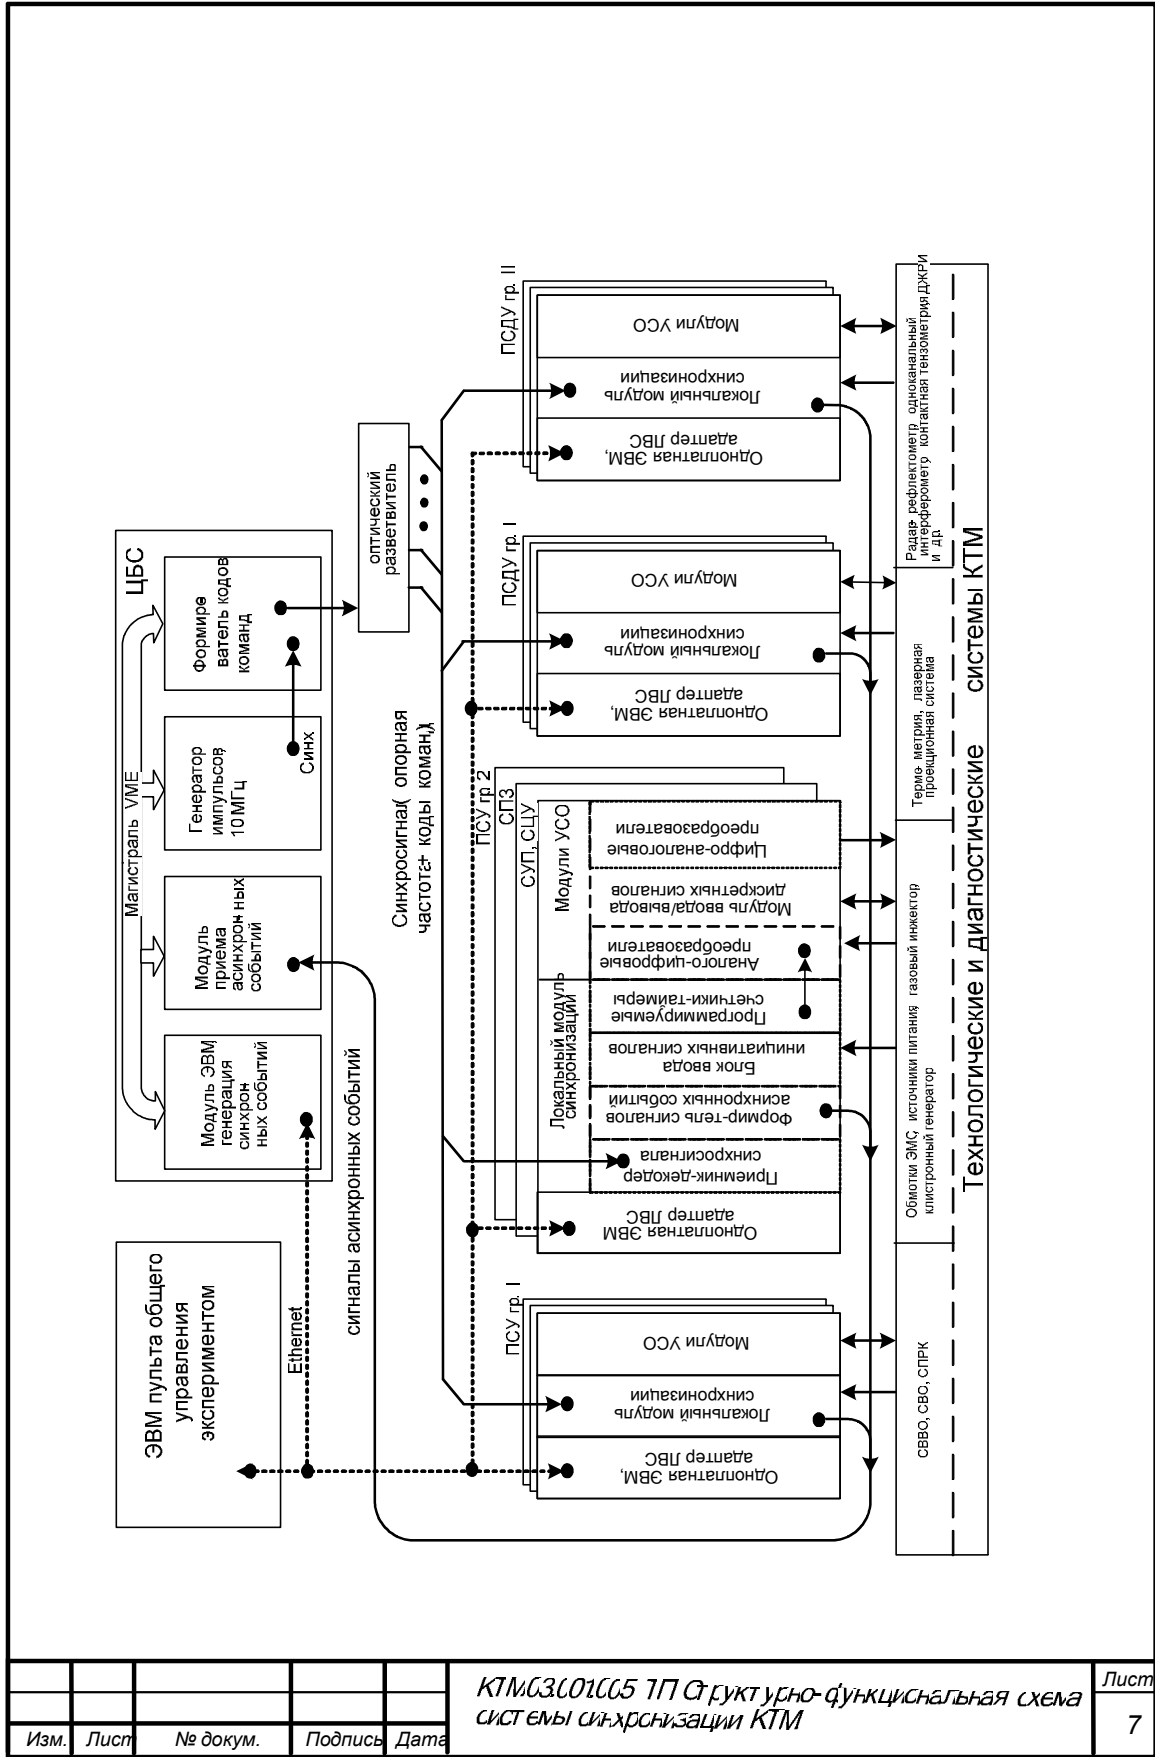 ЭВМ пульта общего
управления
экспериментом
Ethernet
ЦБС
Магистраль VME
Модуль ЭВМ,
генерация
синхрон
ных событий
Модуль
приема
асинхрон ных
событий
Генератор
импульсов,
10 МГц
Синх
Формиро
ватель кодов
команд
сигналы асинхронных событий
Синхросигнал( опорная
частота+ коды команд)
оптический
разветвитель
ПСУ гр. I
Одноплатная ЭВМ,
адаптер ЛВС
Локальный модуль
синхронизации
Модули УСО
ПСУ гр 2
СПЗ
СУП, СЦУ
Одноплатная ЭВМ
адаптер ЛВС
Локальный модуль
синхронизации
Приемник-декодер
синхросигнала
Формир-тель сигналов
асинхронных событий
Блок ввода
инициативных сигналов
Программируемые
счетчики-таймеры
Модули УСО
Аналого-цифровые
преобразователи
Модуль ввода/вывода
дискретных сигналов
Цифро-аналоговые
преобразователи
ПСДУ гр. I
Одноплатная ЭВМ,
адаптер ЛВС
Локальный модуль
синхронизации
Модули УСО
ПСДУ гр. II
Одноплатная ЭВМ,
адаптер ЛВС
Локальный модуль
синхронизации
Модули УСО
СВВО, СВО, СПРК
Обмотки ЭМС, источники питания, газовый инжектор,
клистронный генератор
Термо- метрия, лазерная
проекционная система
Радар- рефлектометр, одноканальный
интерферометр, контактная тензометрия, ДЖРИ
и др.
Технологические и диагностические системы КТМ
КТМ.03.001.005 ТП Структурно-функциональная схема
системы синхронизации КТМ
Лист
7
Изм. Лист № докум. Подпись Дата